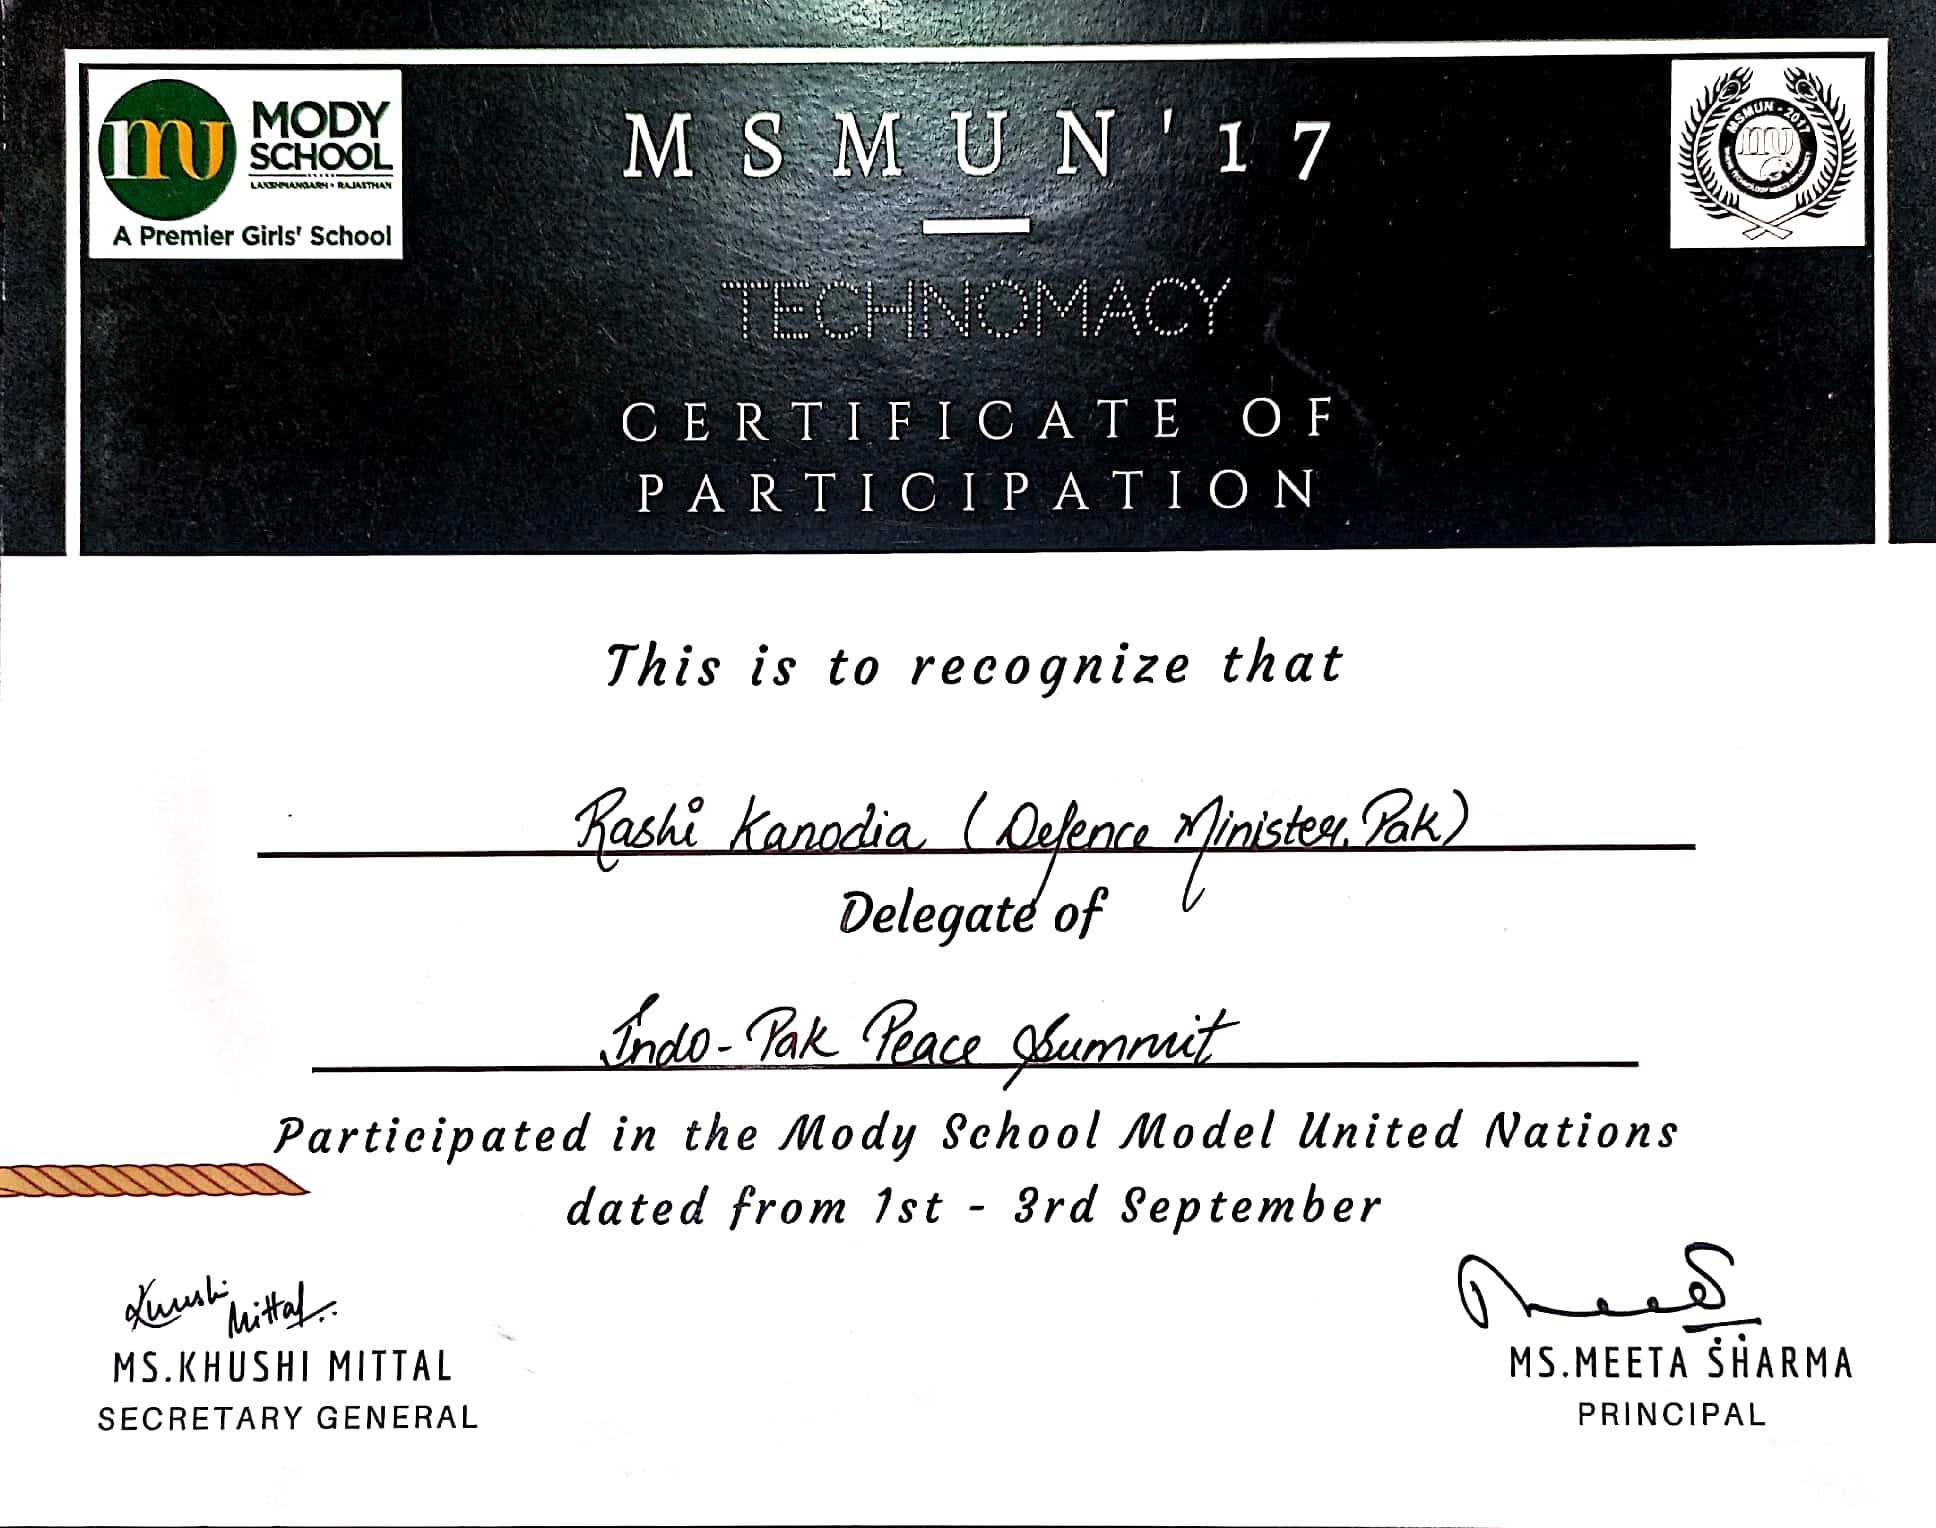 MODY
SCHOOL
LAXSHMANGARH • RAJASTHAN
A Premier Girls' School
MSMUN'17
MSMUN - 2017
TECHNOMACY
CERTIFICATE OF
PARTICIPATION
This is to recognize that
Rashi Kanodia (Defence Minister, Pak)
Delegate of
Indo-Pak Peace Summit
Participated in the Mody School Model United Nations
dated from 1st - 3rd September
Khushi
Mittal
MS.KHUSHI MITTAL
SECRETARY GENERAL
MS.MEETA SHARMA
PRINCIPAL